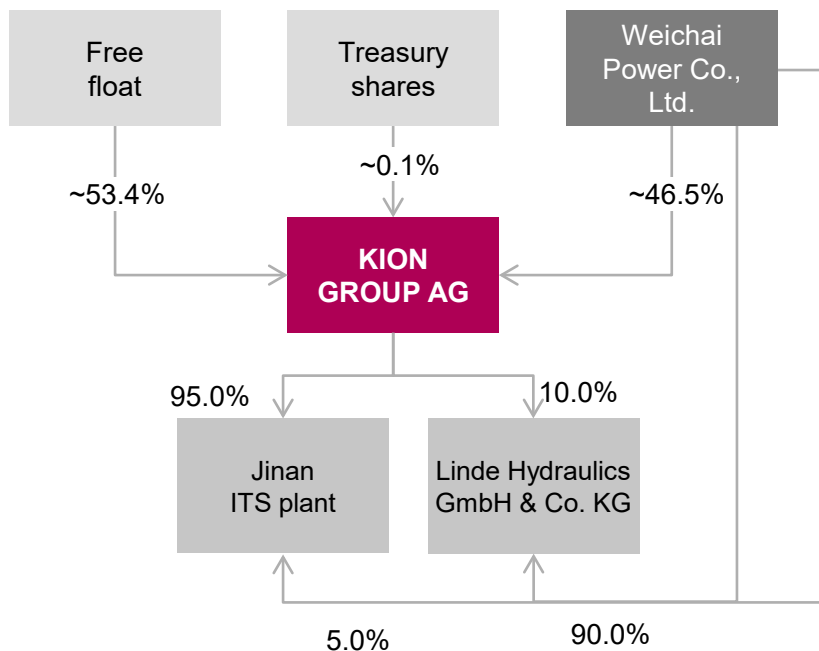 Free
float
Treasury
shares
Weichai
Power Co.,
Ltd.
~53.4%
~0.1%
~46.5%
KION
GROUP AG
95.0%
10.0%
Jinan
ITS plant
Linde Hydraulics
GmbH & Co. KG
5.0%
90.0%